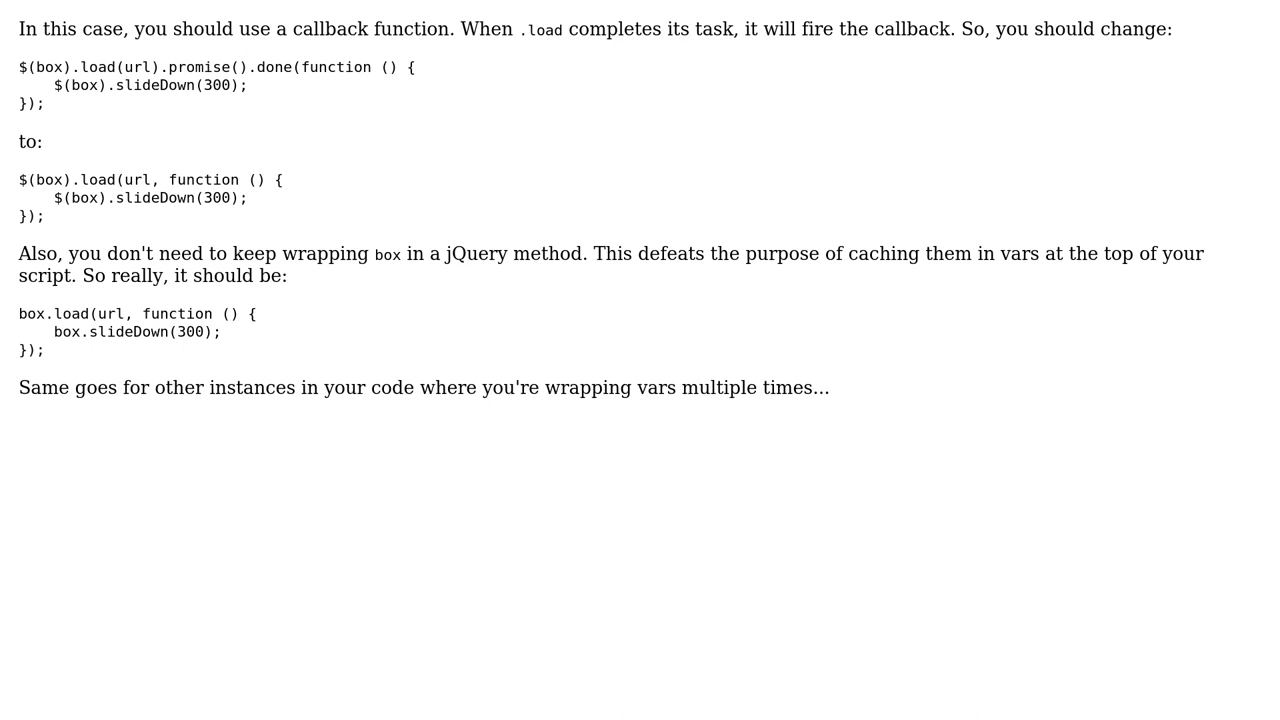 In this case, you should use a callback function. When .load completes its task, it will fire the callback. So, you should change:
$(box).load(url).promise().done(function () {
    $(box).slideDown(300);
});
to:
$(box).load(url, function () {
    $(box).slideDown(300);
});
Also, you don't need to keep wrapping box in a jQuery method. This defeats the purpose of caching them in vars at the top of your
script. So really, it should be:
box.load(url, function () {
    box.slideDown(300);
});
Same goes for other instances in your code where you're wrapping vars multiple times...